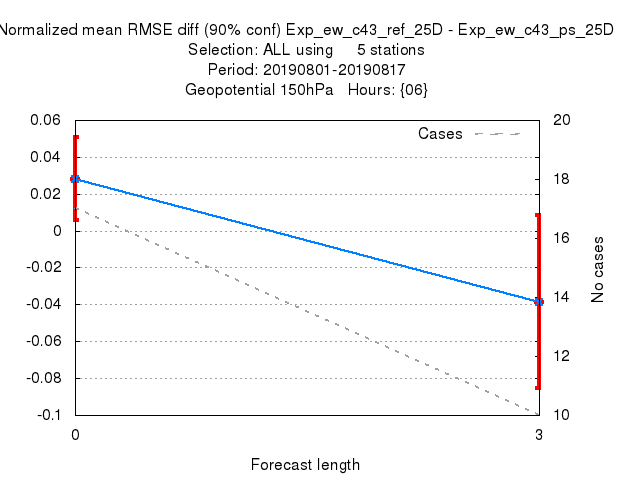 Normalized mean RMSE diff (90% conf) Exp_ew_c43_ref_25D - Exp_ew_c43_ps_25D
Selection: ALL using     5 stations
Period: 20190801-20190817
Geopotential 150hPa   Hours: {06}
0.06
0.04
0.02
0
-0.02
-0.04
-0.06
-0.08
-0.1
Cases
20
18
16
14
12
10
No cases
0
3
Forecast length